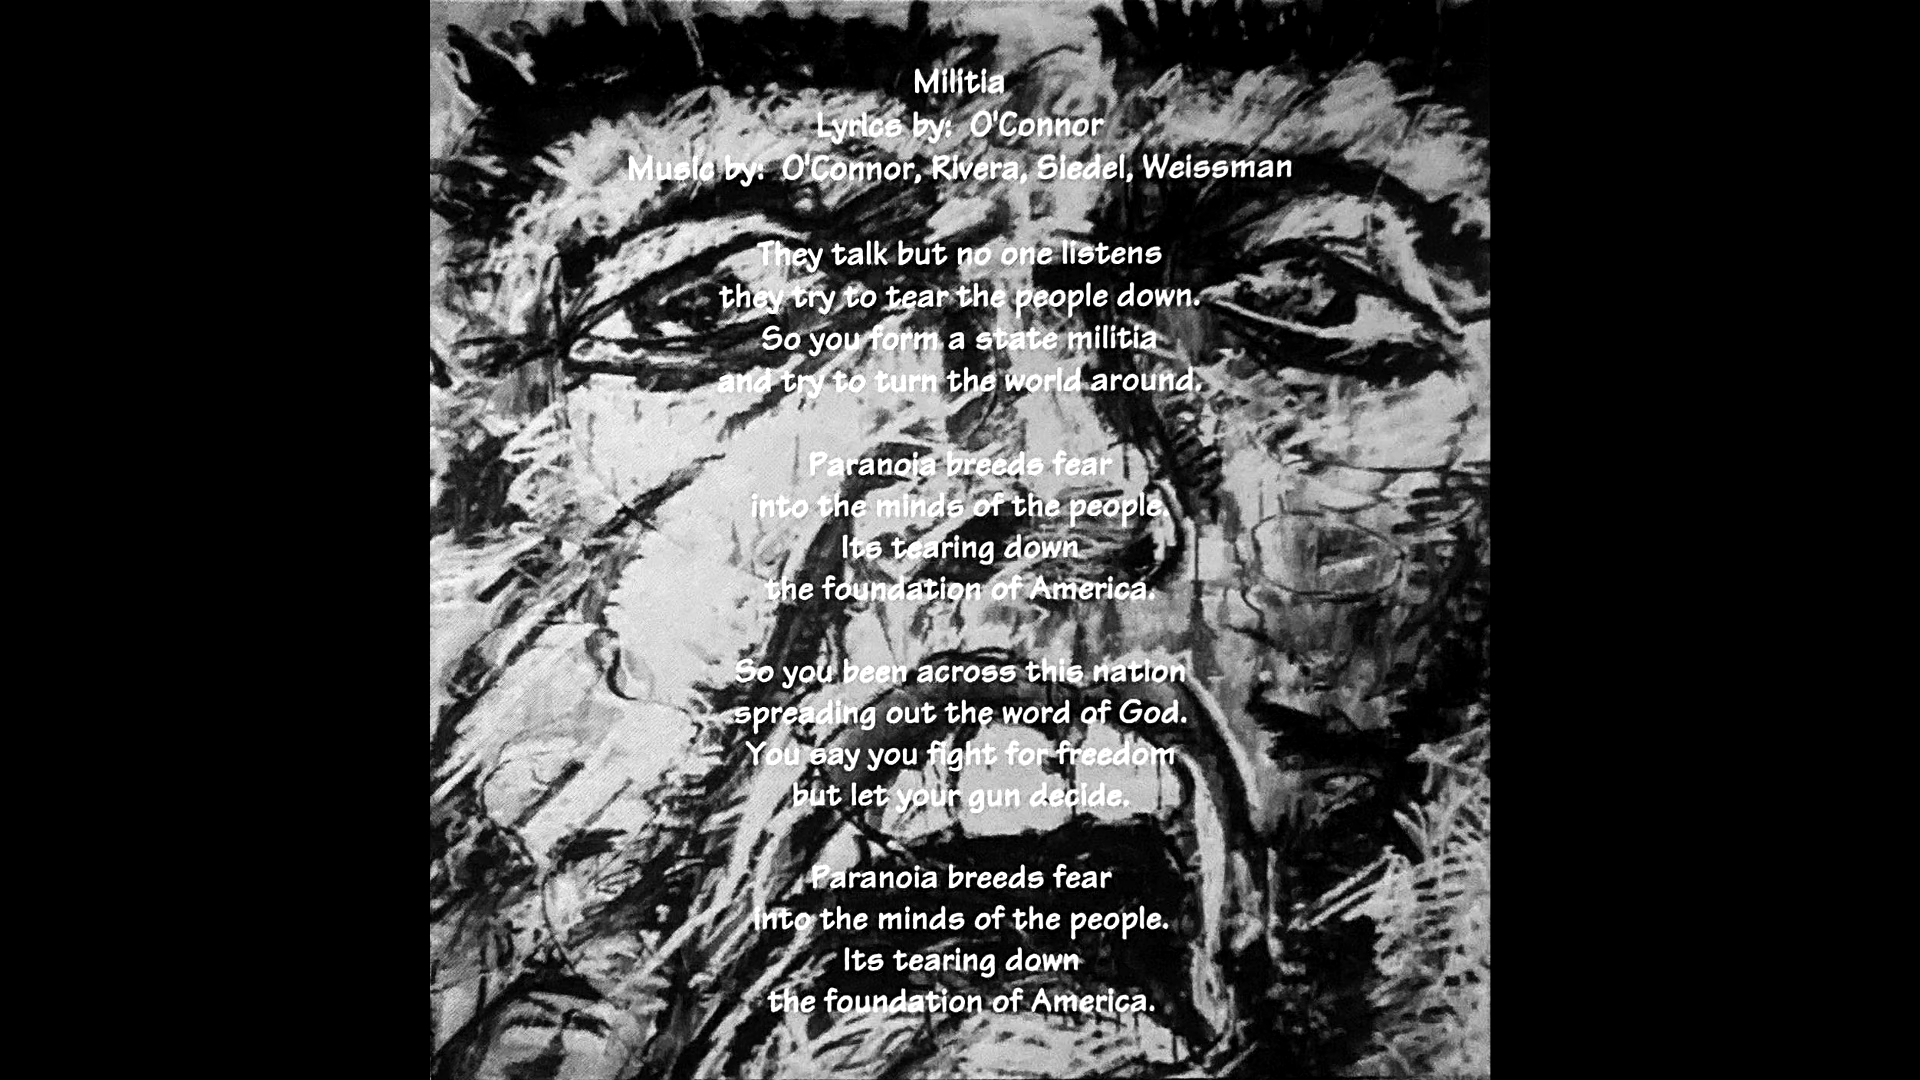 Militia
Lyrics by: O'Connor
Music by: O'Connor, Rivera, Siedel, Weissman
They talk but no one listens
they try to tear the people down.
So you form a state militia
and try to turn the world around.
Paranoia breeds fear
into the minds of the people.
Its tearing down
the foundation of America.
So you been across this nation
spreading out the word of God.
You say you fight for freedom
but let your gun decide.
Paranoia breeds fear
into the minds of the people.
Its tearing down
the foundation of America.